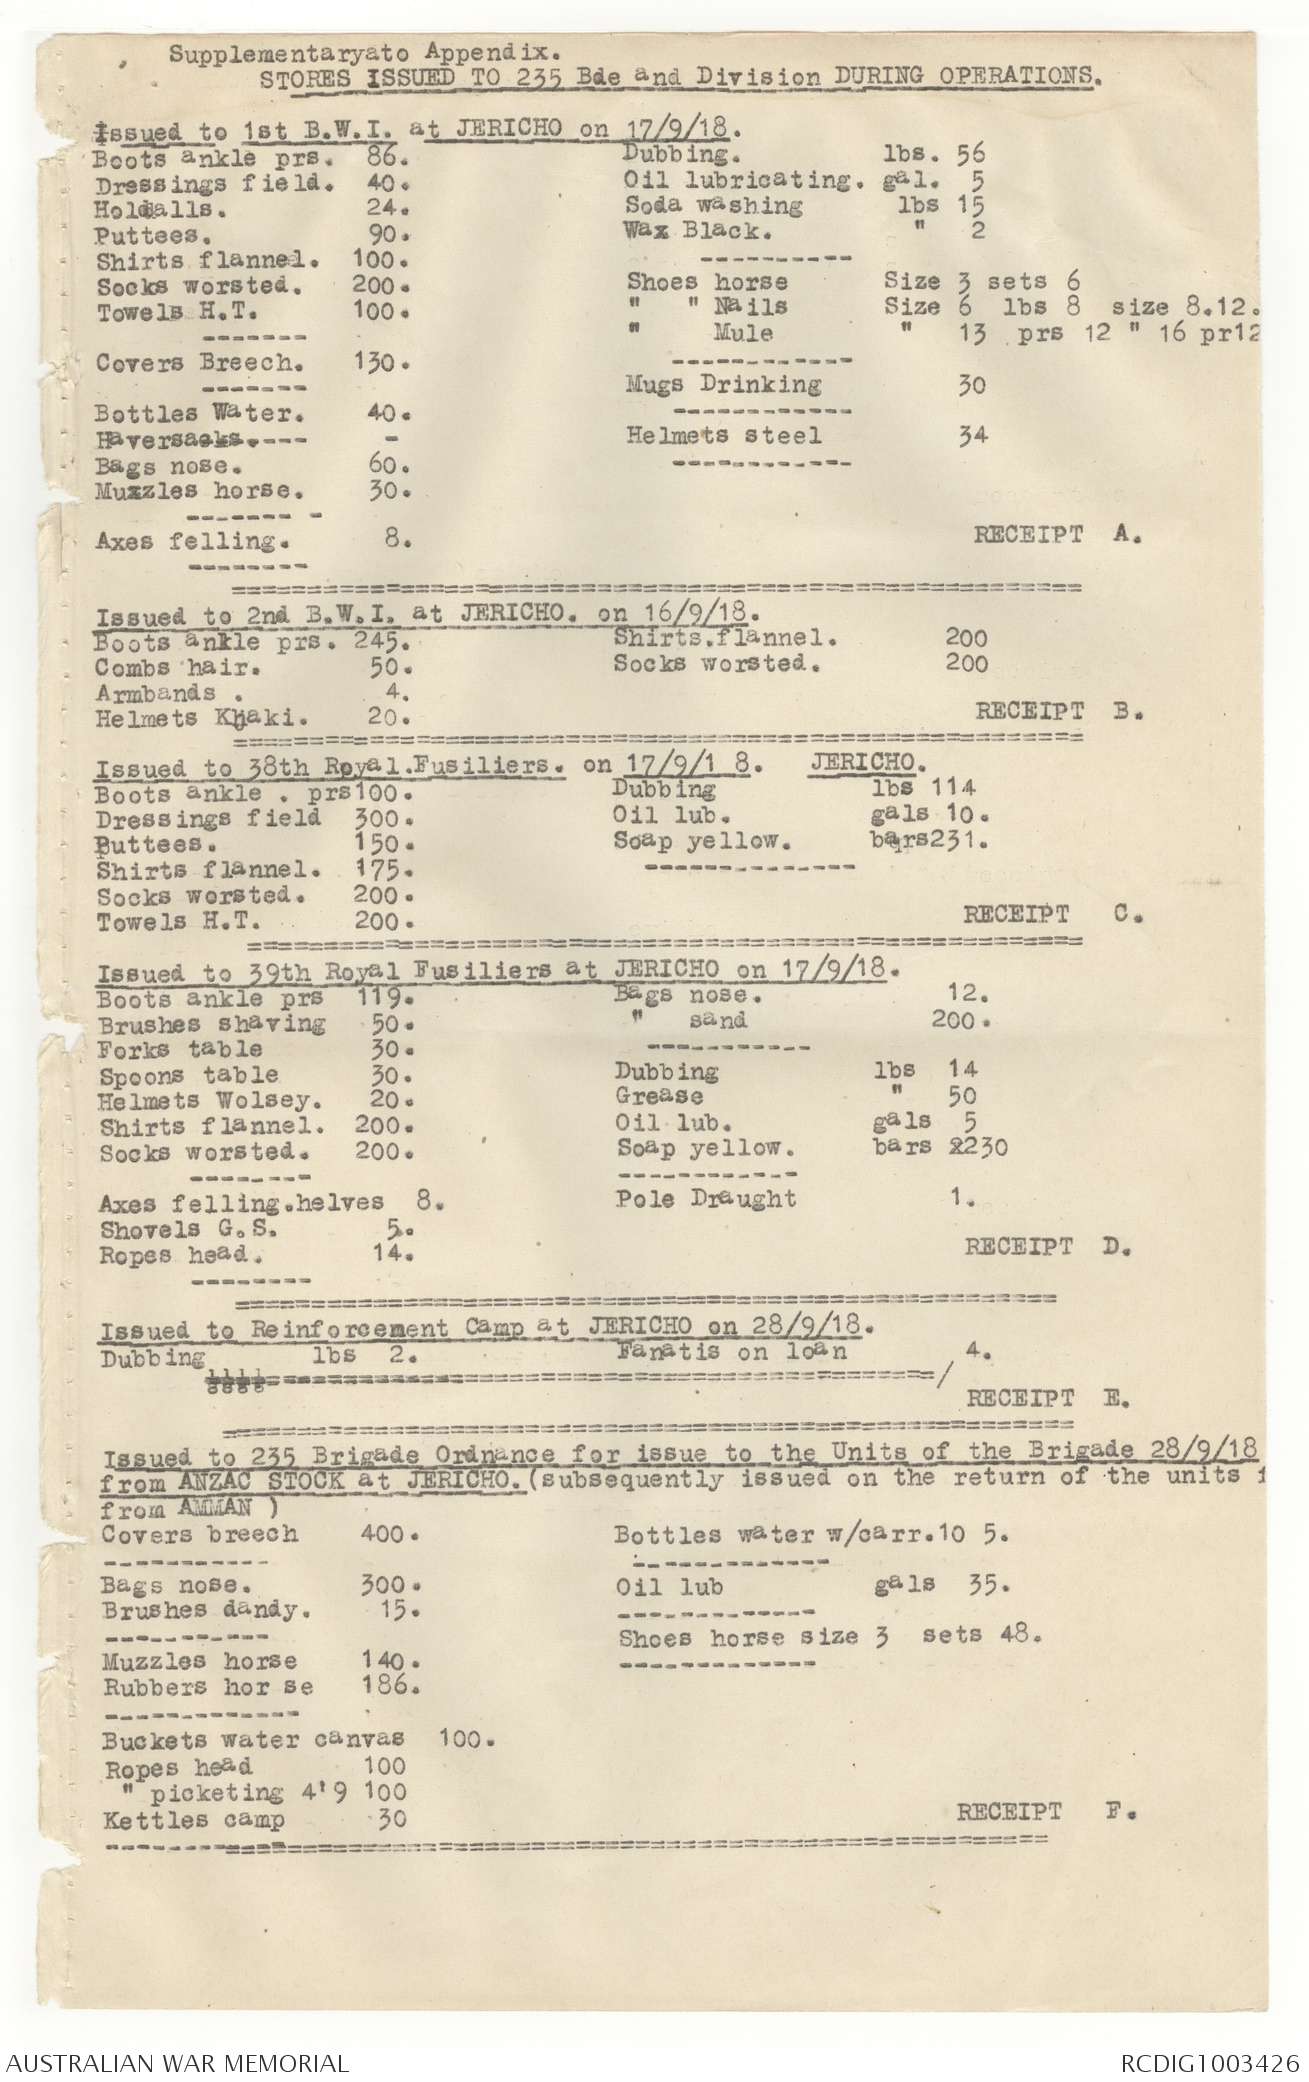 Supplementaryato Appendix.
STORES ISSUED TO 235 Bde and Division DURING OPERATIONS.
Issued to 1st B.W.I. at JERICHO on 17/9/18.
Boots ankle prs. 86. Dubbing. lbs. 56
Dressings field. 40. Oil lubricating. gal. 5
Holdalls. 24. Soda washing lbs 15
Puttees. 90. Wax Black. " 2
Shirts flannel. 100. ----------
Socks worsted. 200. Shoes horse Size 3 sets 6
Towels H.T. 100. " " Nails Size 6 lbs 8 size 8.12.
------- " Mule " 13 prs 12 " 16 pr12
Covers Breech. 130. ------------
------- Mugs Drinking 30
Bottles Water. 40. ------------
Haversacks.--- - Helmets steel 34
Bags nose. 60. ------------
Muzzles horse. 30.
------- -
Axes felling. 8. RECEIPT A.
--------
========================================================
Issued to 2nd B.W.I. at JERICHO. on 16/9/18.
Boots ankle prs. 245. Shirts.flannel. 200
Combs hair. 50. Socks worsted. 200
Armbands . 4.
Helmets Khaki. 20. RECEIPT B.
========================================================
Issued to 38th Royal.Fusiliers. on 17/9/1 8. JERICHO.
Boots ankle . prs100. Dubbing lbs 114
Dressings field 300. Oil lub. gals 10.
Puttees. 150. Soap yellow. bars231.
Shirts flannel. 175. --------------
Socks worsted. 200.
Towels H.T. 200. RECEIPT C.
=======================================================
Issued to 39th Royal Fusiliers at JERICHO on 17/9/18.
Boots ankle prs 119. Bags nose. 12.
Brushes shaving 50. " sand 200.
Forks table 30. -----------
Spoons table 30. Dubbing lbs 14
Helmets Wolsey. 20. Grease " 50
Shirts flannel. 200. Oil lub. gals 5
Socks worsted. 200. Soap yellow. bars 2230
-------- ------------
Axes felling.helves 8. Pole Draught 1.
Shovels G.S. 5.
Ropes head. 14. RECEIPT D.
--------
======================================================
Issued to Reinforcement Camp at JERICHO on 28/9/18.
Dubbing lbs 2. Fanatis on loan 4.
================================================/
RECEIPT E.
========================================================
Issued to 235 Brigade Ordnance for issue to the Units of the Brigade 28/9/18
from ANZAC STOCK at JERICHO.(subsequently issued on the return of the units f
from AMMAN )
Covers breech 400. Bottles water w/carr.10 5.
----------- -------------
Bags nose. 300. Oil lub gals 35.
Brushes dandy. 15. -------------
----------- Shoes horse size 3 sets 48.
Muzzles horse 140. -------------
Rubbers hor se 186.
-------------
Buckets water canvas 100.
Ropes head 100
" picketing 4'9 100
Kettles camp 30 RECEIPT F.
------------======================================================
AUSTRALIAN WAR MEMORIAL RCDIG1003426